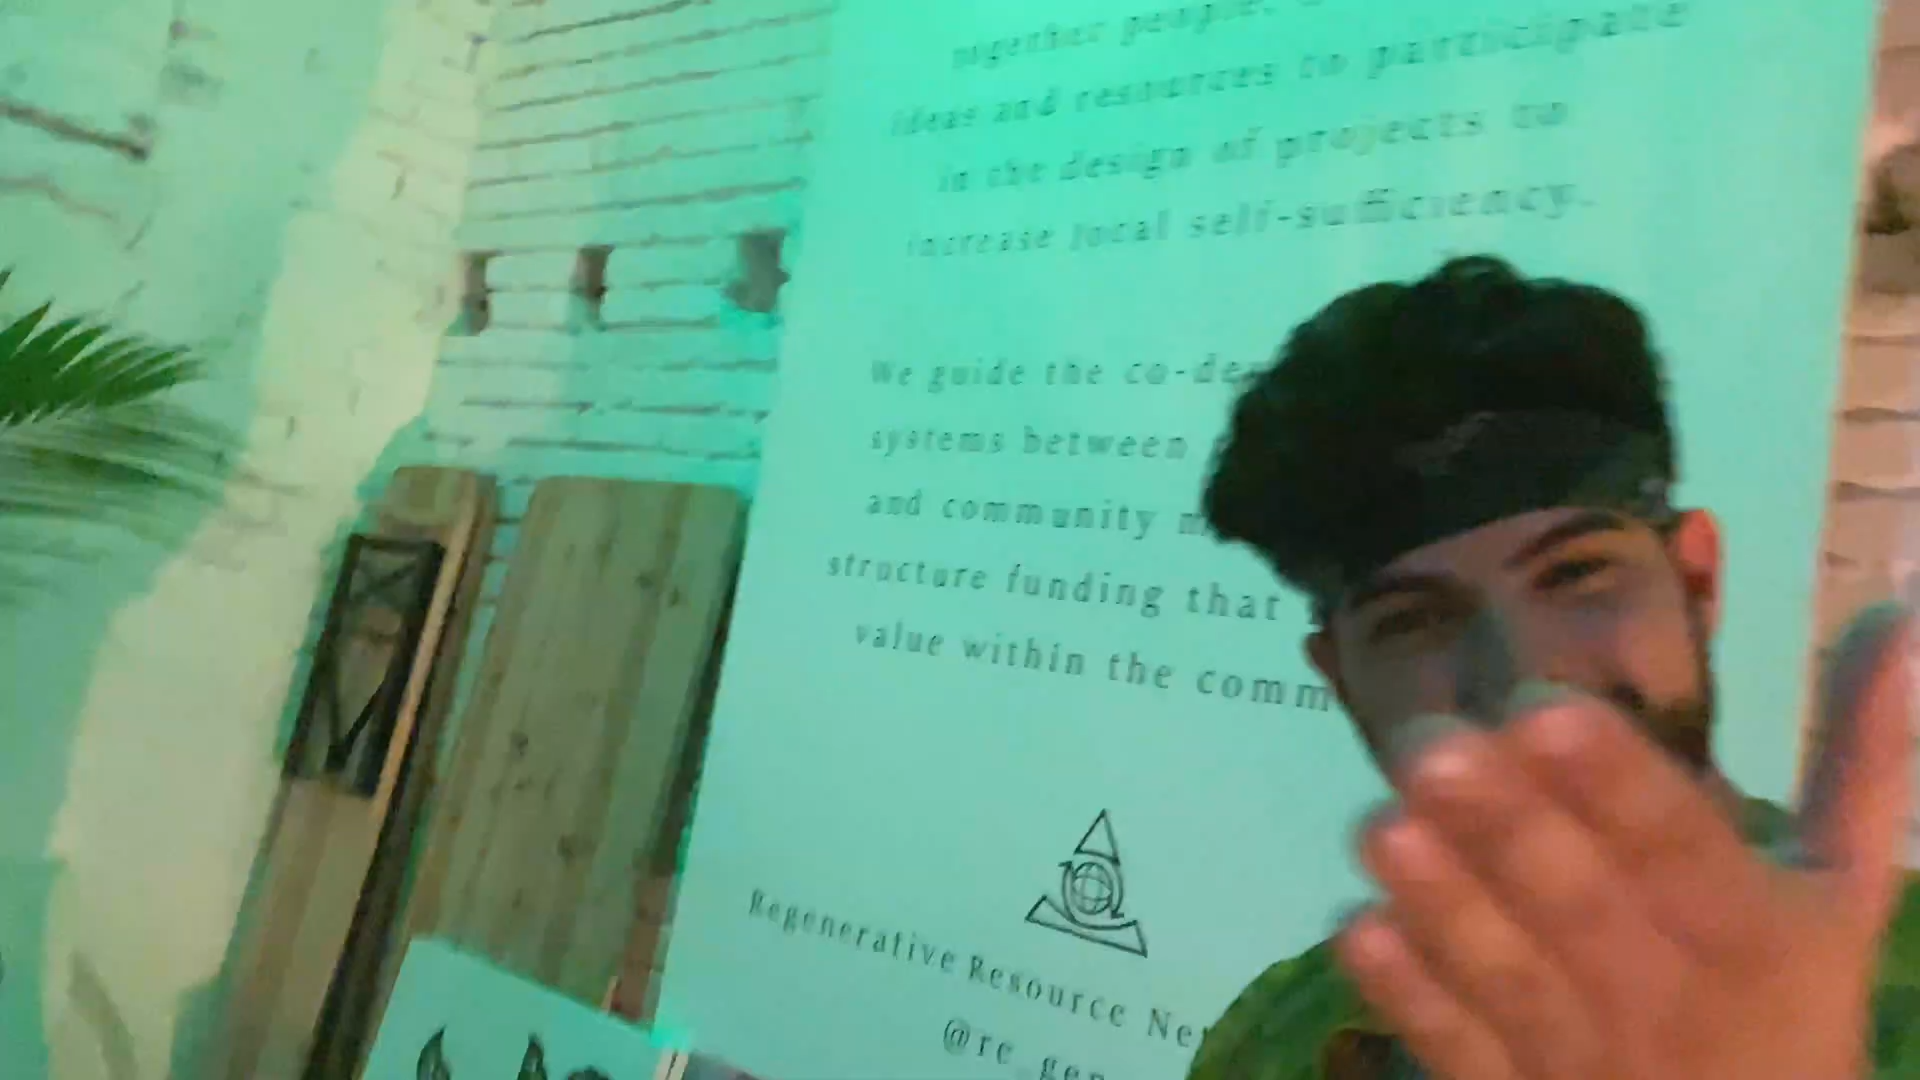 together people,
ideas and resources to participate
in the design of projects to
increase local self-sufficiency.
We guide the co-de
systems between
and community m
structure funding that
value within the comm
Regenerative Resource Net
@re_gen